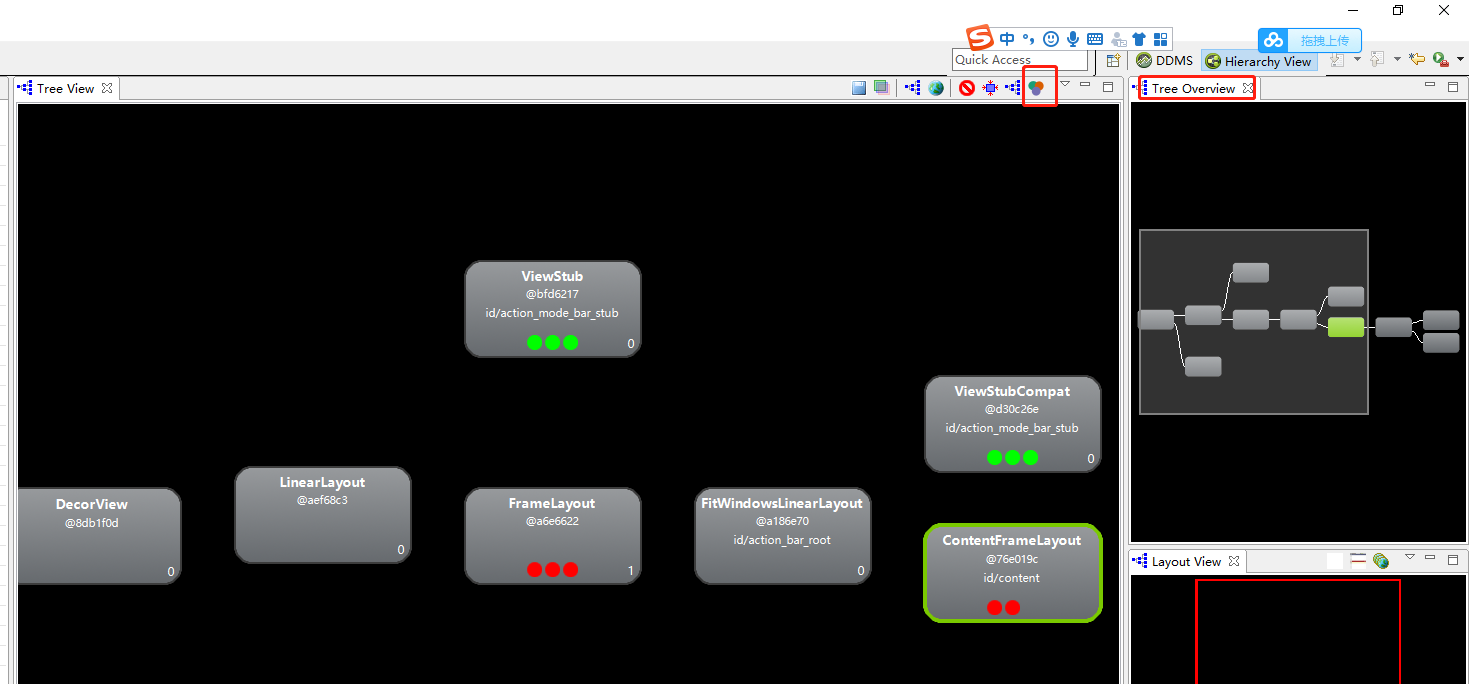 中
拖拽上传
Quick Access
DDMS
Hierarchy View
Tree View
Tree Overview
ViewStub
@bfd6217
id/action_mode_bar_stub
0
ViewStubCompat
@d30c26e
id/action_mode_bar_stub
0
DecorView
@8db1f0d
0
LinearLayout
@aef68c3
0
FrameLayout
@a6e6622
1
FitWindowsLinearLayout
@a186e70
id/action_bar_root
0
ContentFrameLayout
@76e019c
id/content
Layout View